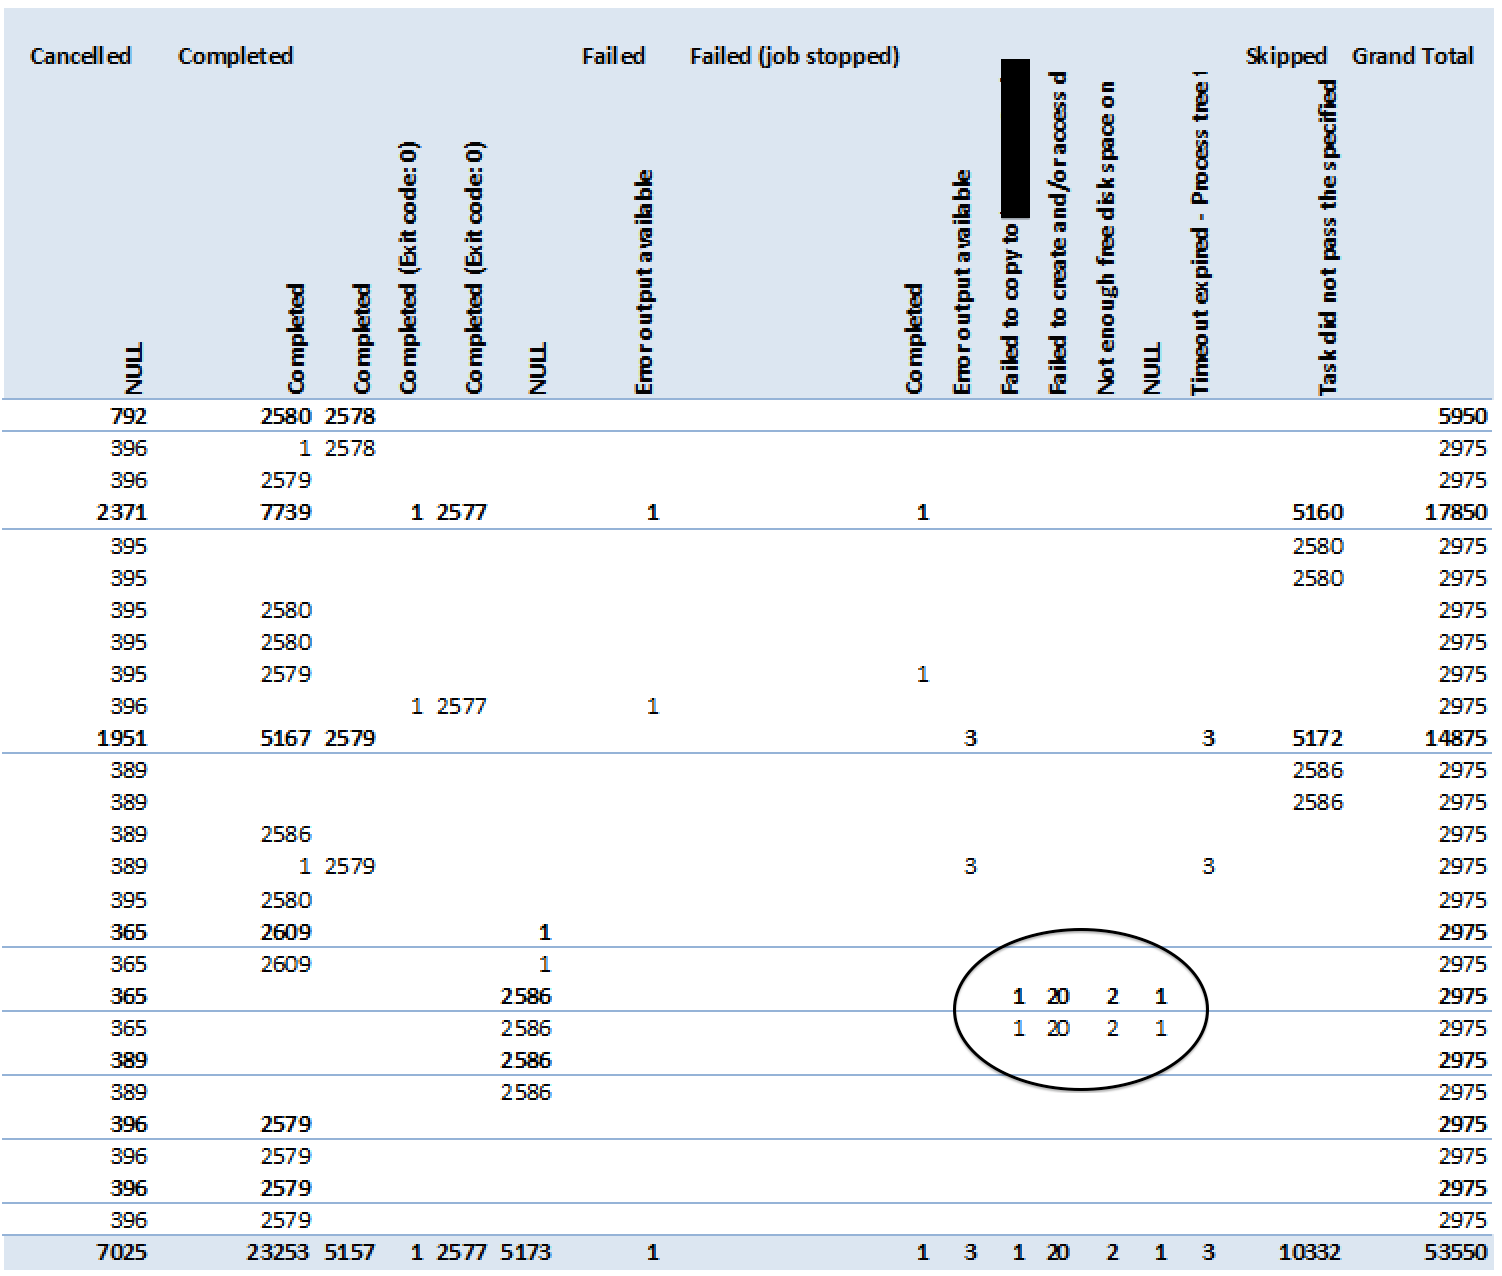 Cancelled Completed Failed Failed (job stopped) Skipped Grand Total
NULL Completed Completed Completed (Exit code: 0) Completed (Exit code: 0) NULL Error output available Completed Error output available Failed to copy to Failed to create and/or access d Not enough free disk space on NULL Timeout expired - Process tree Task did not pass the specified
792 2580 2578 5950
396 1 2578 2975
396 2579 2975
2371 7739 1 2577 1 1 5160 17850
395 2580 2975
395 2580 2975
395 2580 2975
395 2580 2975
395 2579 1 2975
396 1 2577 1 2975
1951 5167 2579 3 3 5172 14875
389 2586 2975
389 2586 2975
389 2586 2975
389 1 2579 3 3 2975
395 2580 2975
365 2609 1 2975
365 2609 1 2975
365 2586 1 20 2 1 2975
365 2586 1 20 2 1 2975
389 2586 2975
389 2586 2975
396 2579 2975
396 2579 2975
396 2579 2975
396 2579 2975
7025 23253 5157 1 2577 5173 1 1 3 1 20 2 1 3 10332 53550